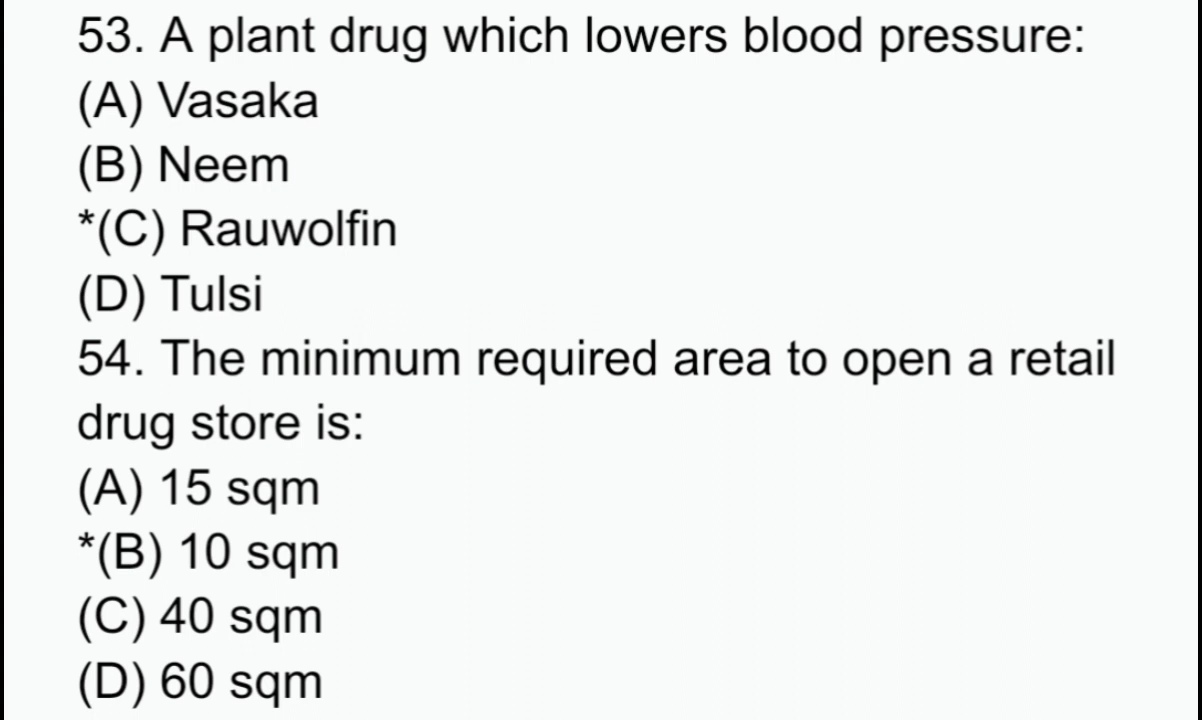 53. A plant drug which lowers blood pressure:
(A) Vasaka
(B) Neem
*(C) Rauwolfin
(D) Tulsi
54. The minimum required area to open a retail
drug store is:
(A) 15 sqm
*(B) 10 sqm
(C) 40 sqm
(D) 60 sqm